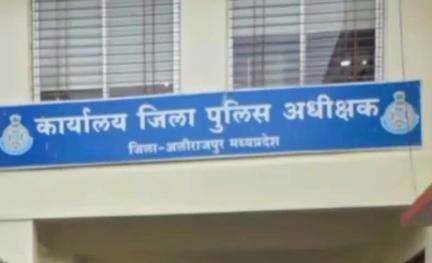 कार्यालय जिला पुलिस अधीक्षक
जिला-अलीराजपुर मध्यप्रदेश